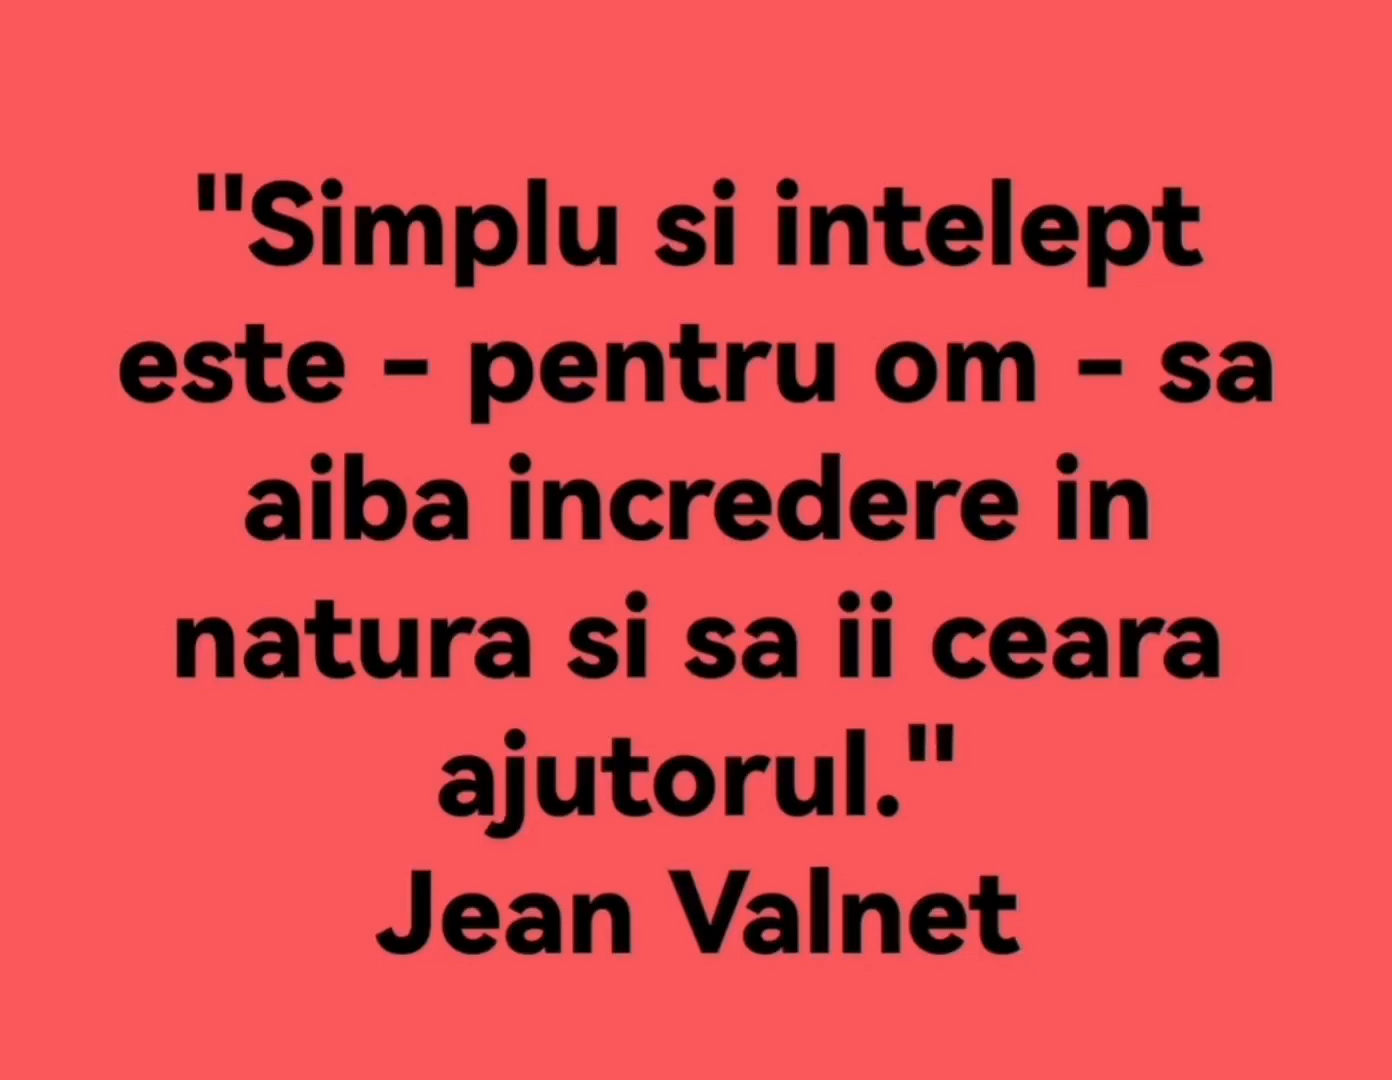 "Simplu si intelept
este - pentru om - sa
aiba incredere in
natura si sa ii ceara
ajutorul."
Jean Valnet